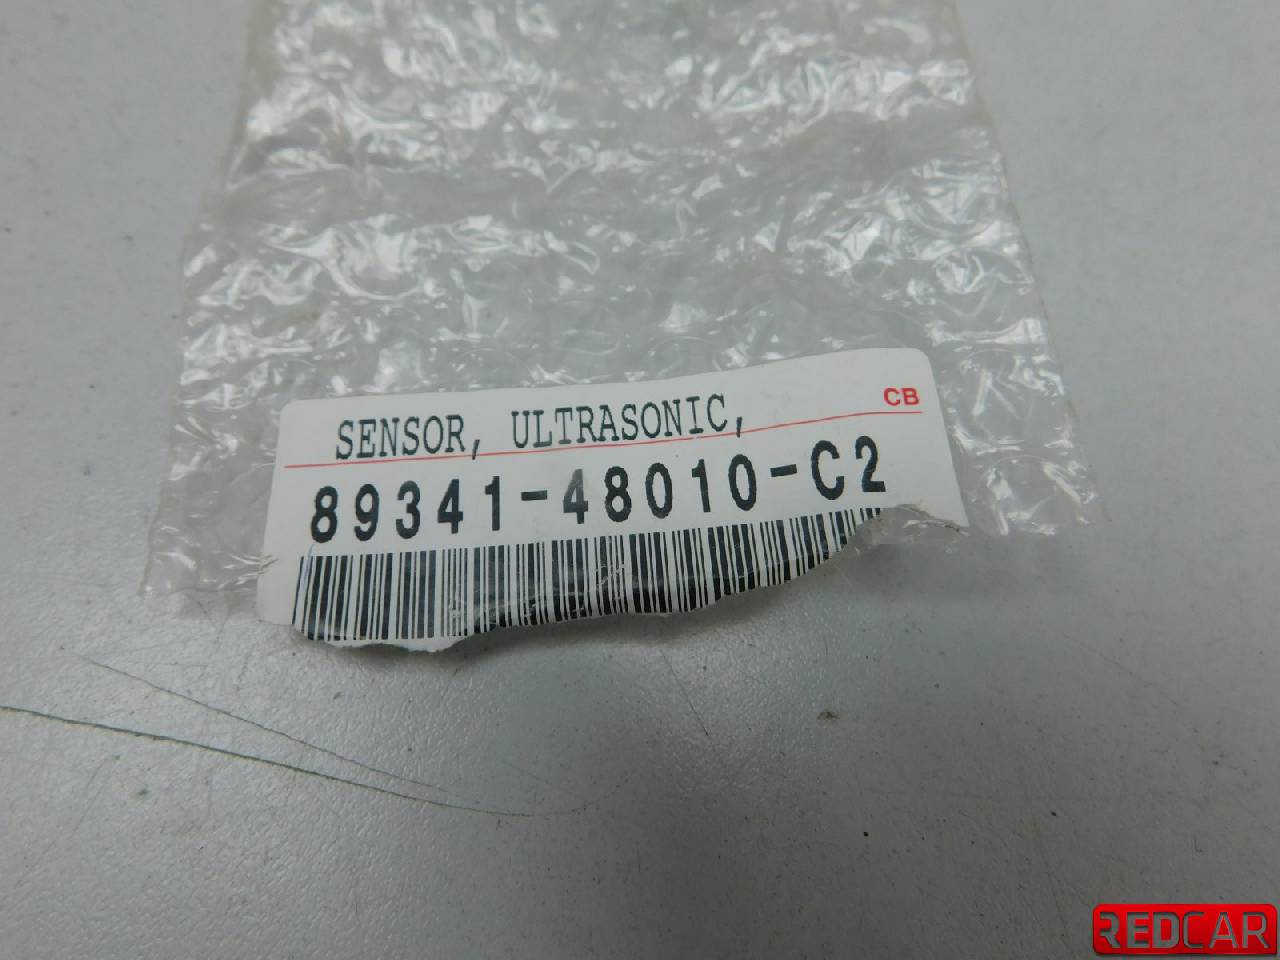 SENSOR, ULTRASONIC,
CB
89341-48010-C2
REDCAR